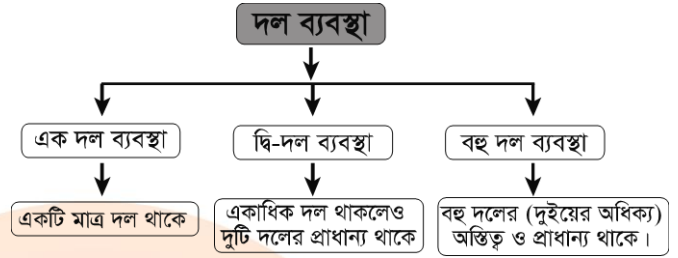 দল ব্যবস্থা
এক দল ব্যবস্থা
দ্বি-দল ব্যবস্থা
বহু দল ব্যবস্থা
একটি মাত্র দল থাকে
একাধিক দল থাকলেও
দুটি দলের প্রাধান্য থাকে
বহু দলের (দুইয়ের অধিক্য)
অস্তিত্ব ও প্রাধান্য থাকে।